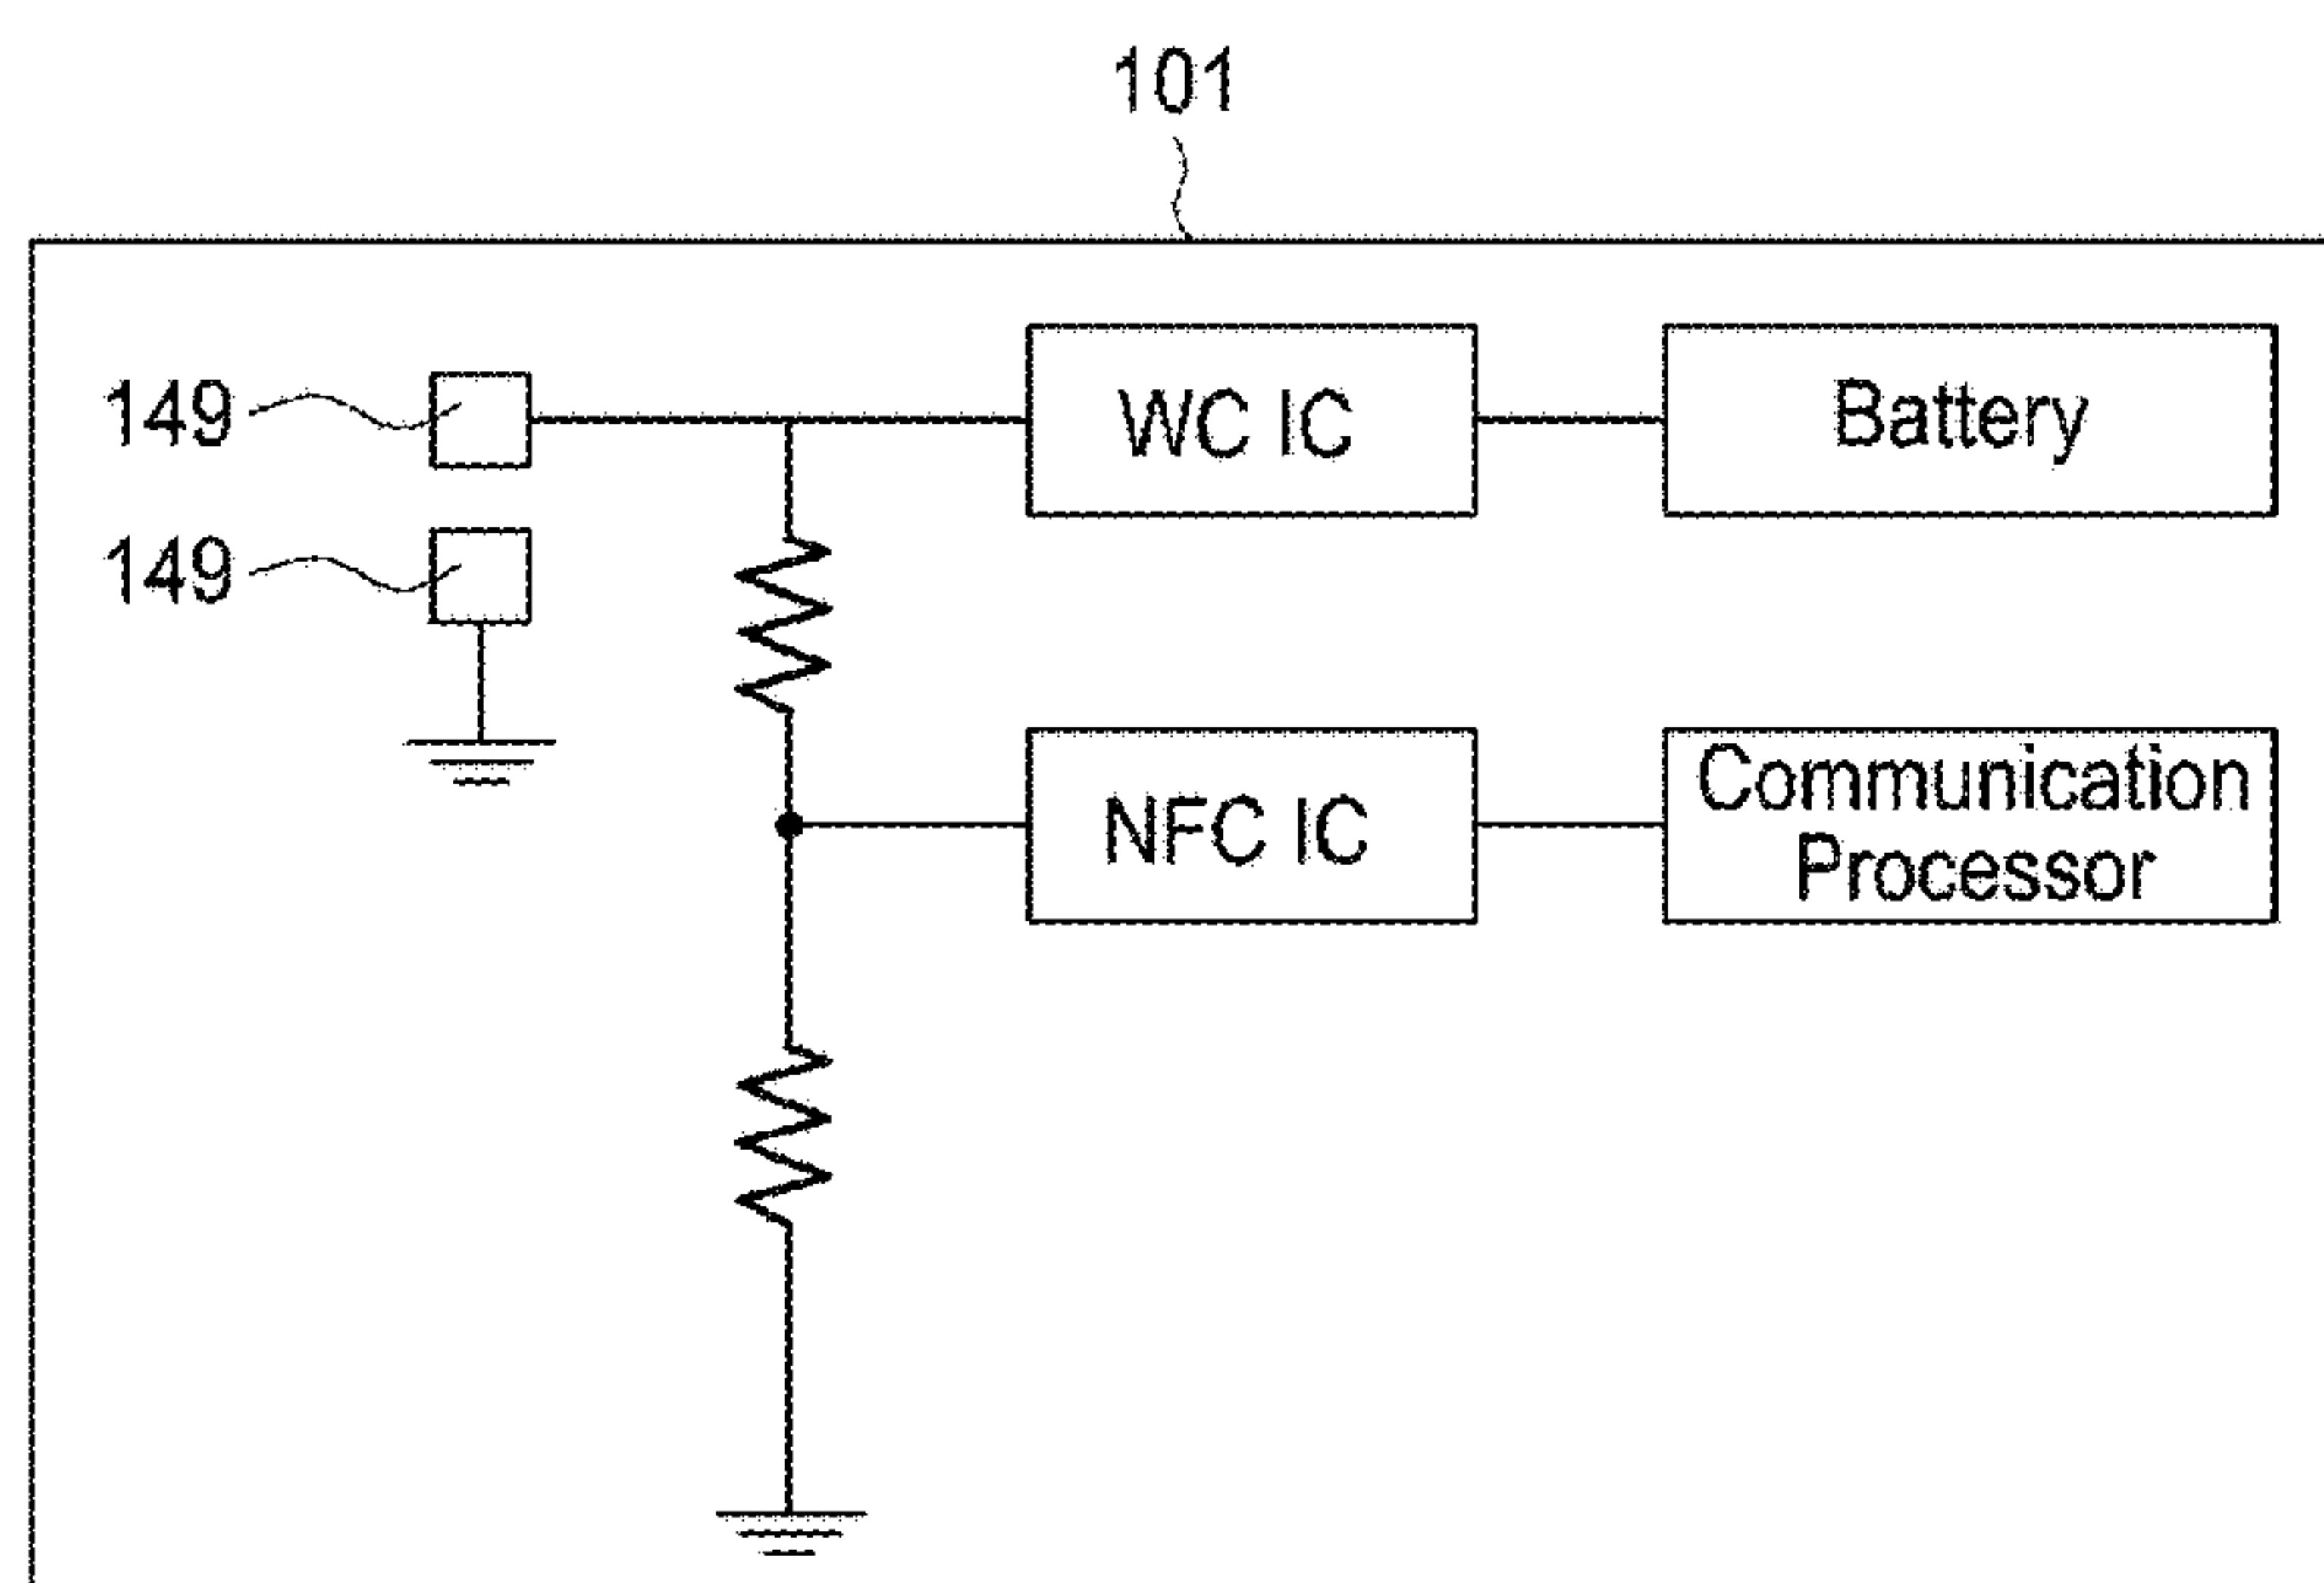 101
149
WC IC
Battery
149
NFC IC
Communication
Processor